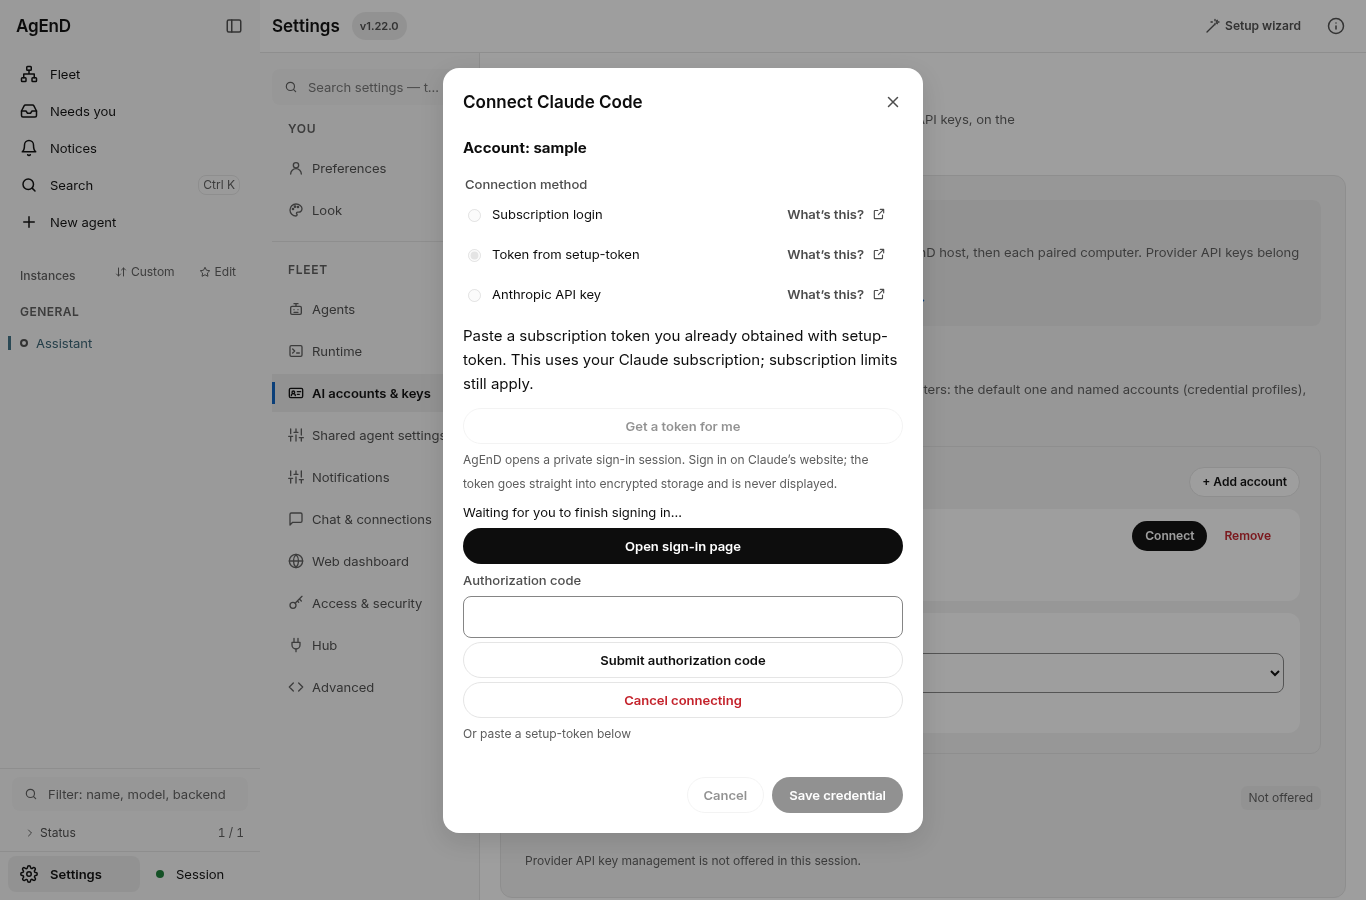 AgEnD
Fleet
Needs you
Notices
Search
Ctrl K
New agent
Instances
Custom
Edit
GENERAL
Assistant
Filter: name, model, backend
Status
1 / 1
Settings
Session
Settings
v1.22.0
Setup wizard
Search settings — t...
YOU
Preferences
Look
FLEET
Agents
Runtime
AI accounts & keys
Shared agent settings
Notifications
Chat & connections
Web dashboard
Access & security
Hub
Advanced
API keys, on the
host, then each paired computer. Provider API keys belong
the default one and named accounts (credential profiles),
+ Add account
Connect
Remove
Not offered
Provider API key management is not offered in this session.
Connect Claude Code
Account: sample
Connection method
Subscription login
What's this?
Token from setup-token
What's this?
Anthropic API key
What's this?
Paste a subscription token you already obtained with setup-
token. This uses your Claude subscription; subscription limits
still apply.
Get a token for me
AgEnD opens a private sign-in session. Sign in on Claude's website; the
token goes straight into encrypted storage and is never displayed.
Waiting for you to finish signing in...
Open sign-in page
Authorization code
Submit authorization code
Cancel connecting
Or paste a setup-token below
Cancel
Save credential